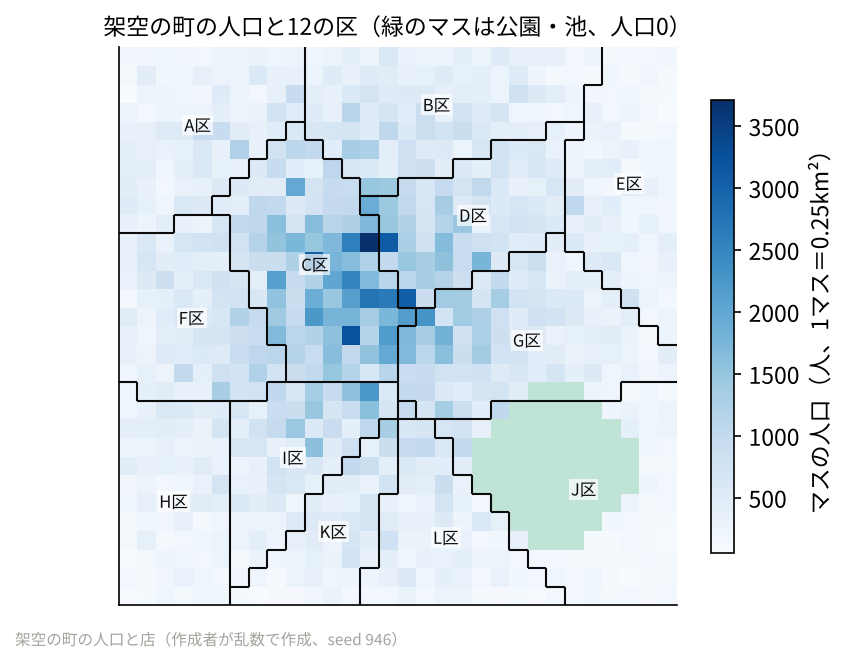 架空の町の人口と12の区（緑のマスは公園・池、人口0）
A区
B区
E区
D区
C区
F区
G区
I区
J区
H区
K区
L区
3500
3000
2500
2000
1500
1000
500
マスの人口（人、1マス＝0.25km²）
架空の町の人口と店（作成者が乱数で作成、seed 946）